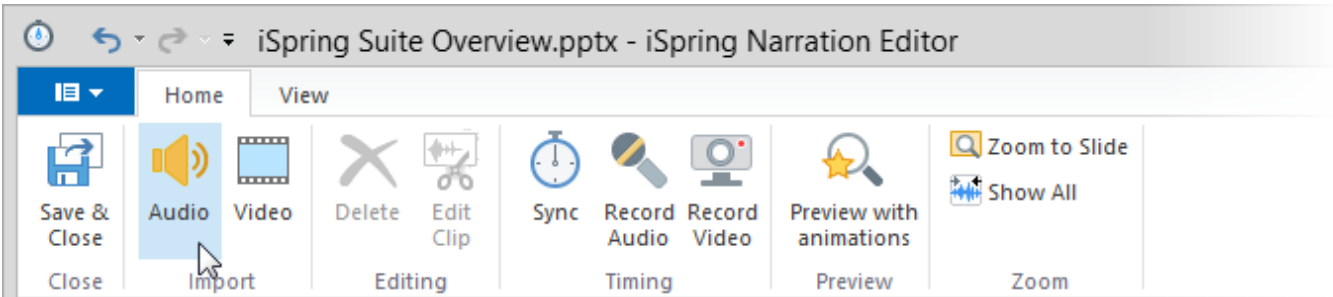 iSpring Suite Overview.pptx - iSpring Narration Editor
Home View
Save & Close
Audio
Video
Delete
Edit Clip
Sync
Record Audio
Record Video
Preview with animations
Zoom to Slide
Show All
Close Import Editing Timing Preview Zoom